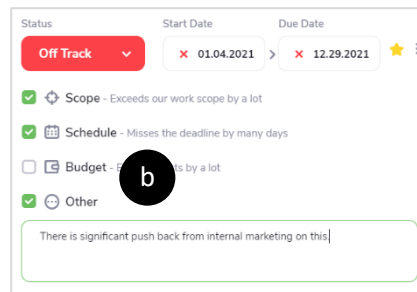 Status Start Date Due Date
Off Track 01.04.2021 12.29.2021
Scope - Exceeds our work scope by a lot
Schedule - Misses the deadline by many days
Budget - ts by a lot
b
Other
There is significant push back from internal marketing on this.